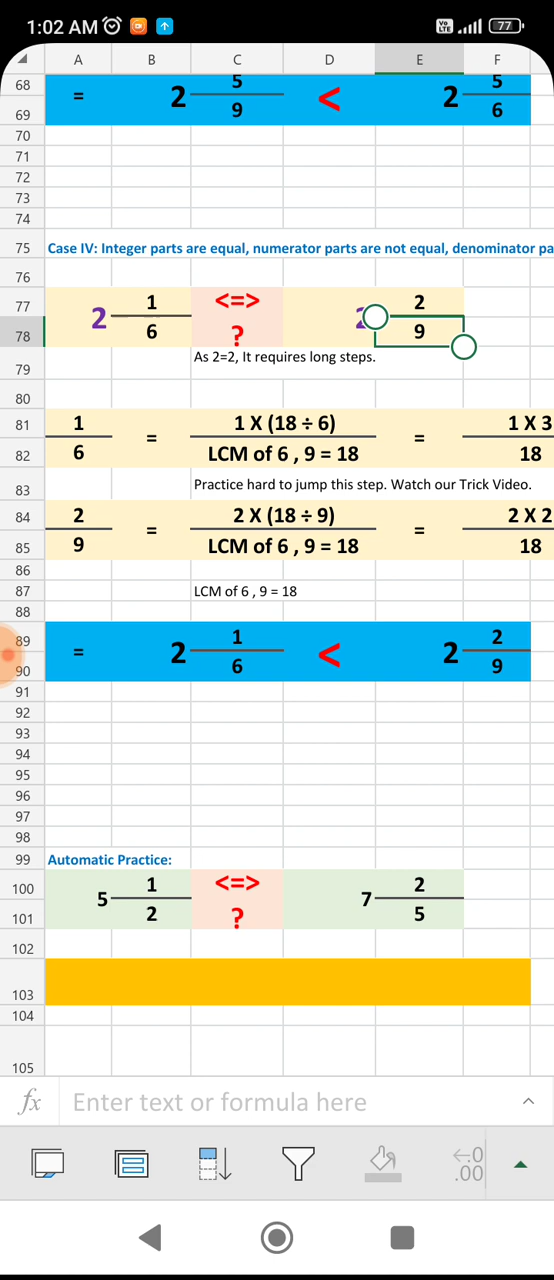 1:02 AM
Vo LTE
77
A B C D E F
68 5 5
= 2 < 2
69 9 6
70
71
72
73
74
75 Case IV: Integer parts are equal, numerator parts are not equal, denominator pa
76
77 1 <=> 2
2
78 6 ? 9
79 As 2=2, It requires long steps.
80
81 1 1 X (18 ÷ 6) 1 X 3
= =
82 6 LCM of 6 , 9 = 18 18
83 Practice hard to jump this step. Watch our Trick Video.
84 2 2 X (18 ÷ 9) 2 X 2
= =
85 9 LCM of 6 , 9 = 18 18
86
87 LCM of 6 , 9 = 18
88
89 1 2
= 2 < 2
90 6 9
91
92
93
94
95
96
97
98
99 Automatic Practice:
100 1 <=> 2
5 7
101 2 ? 5
102
103
104
105
fx Enter text or formula here
←.0
.00